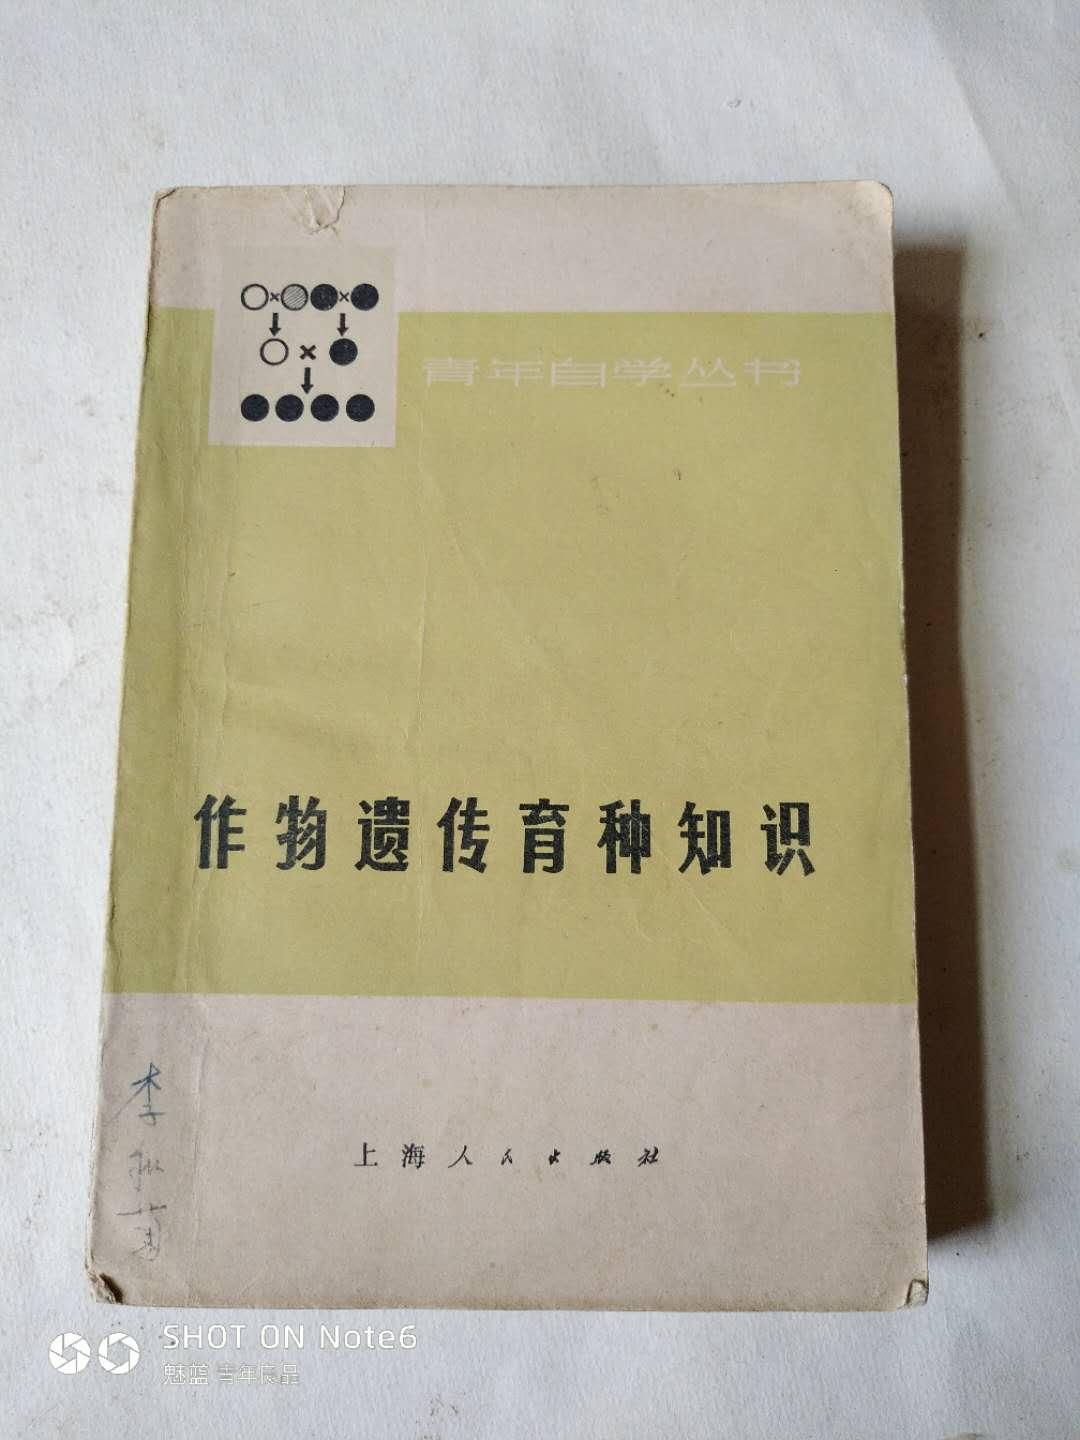 青年自学丛书
作物遗传育种知识
李
上海人民出版社
SHOT ON Note6
魅蓝 青年良品